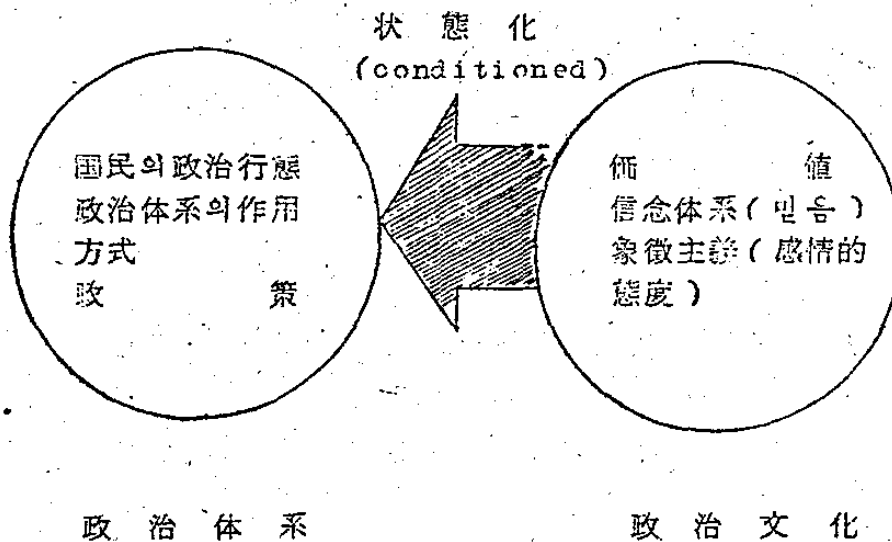 状態化
(conditioned)
国民의政治行態
政治体系의作用
方式
政策
価値
信念体系(믿음)
象徵主義(感情的
態度)
政治体系
政治文化